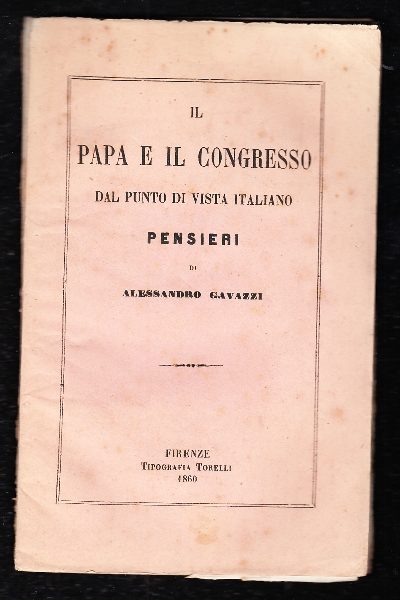 IL
PAPA E IL CONGRESSO
DAL PUNTO DI VISTA ITALIANO
PENSIERI
DI
ALESSANDRO GAVAZZI
FIRENZE
TIPOGRAFIA TORELLI
1860